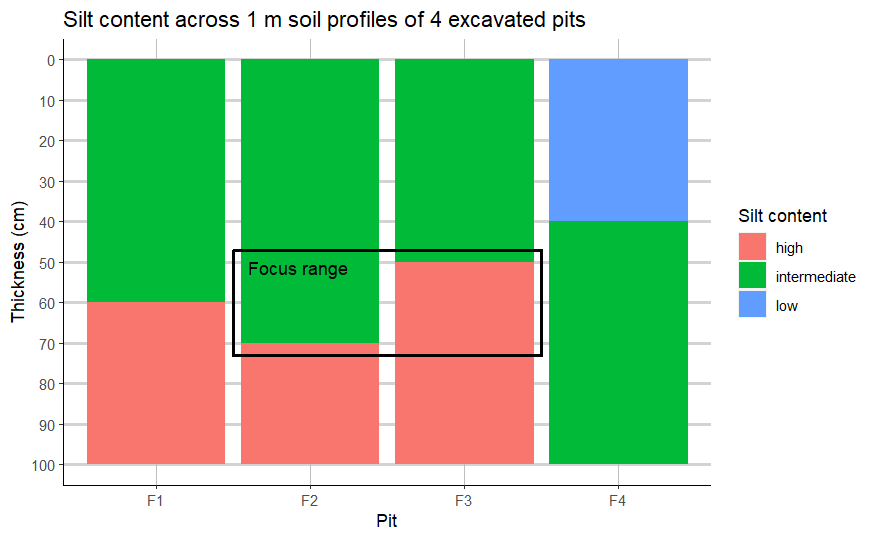 Silt content across 1 m soil profiles of 4 excavated pits
0
10
20
30
40
50
60
70
80
90
100
Thickness (cm)
Focus range
F1 F2 F3 F4
Pit
Silt content
high
intermediate
low